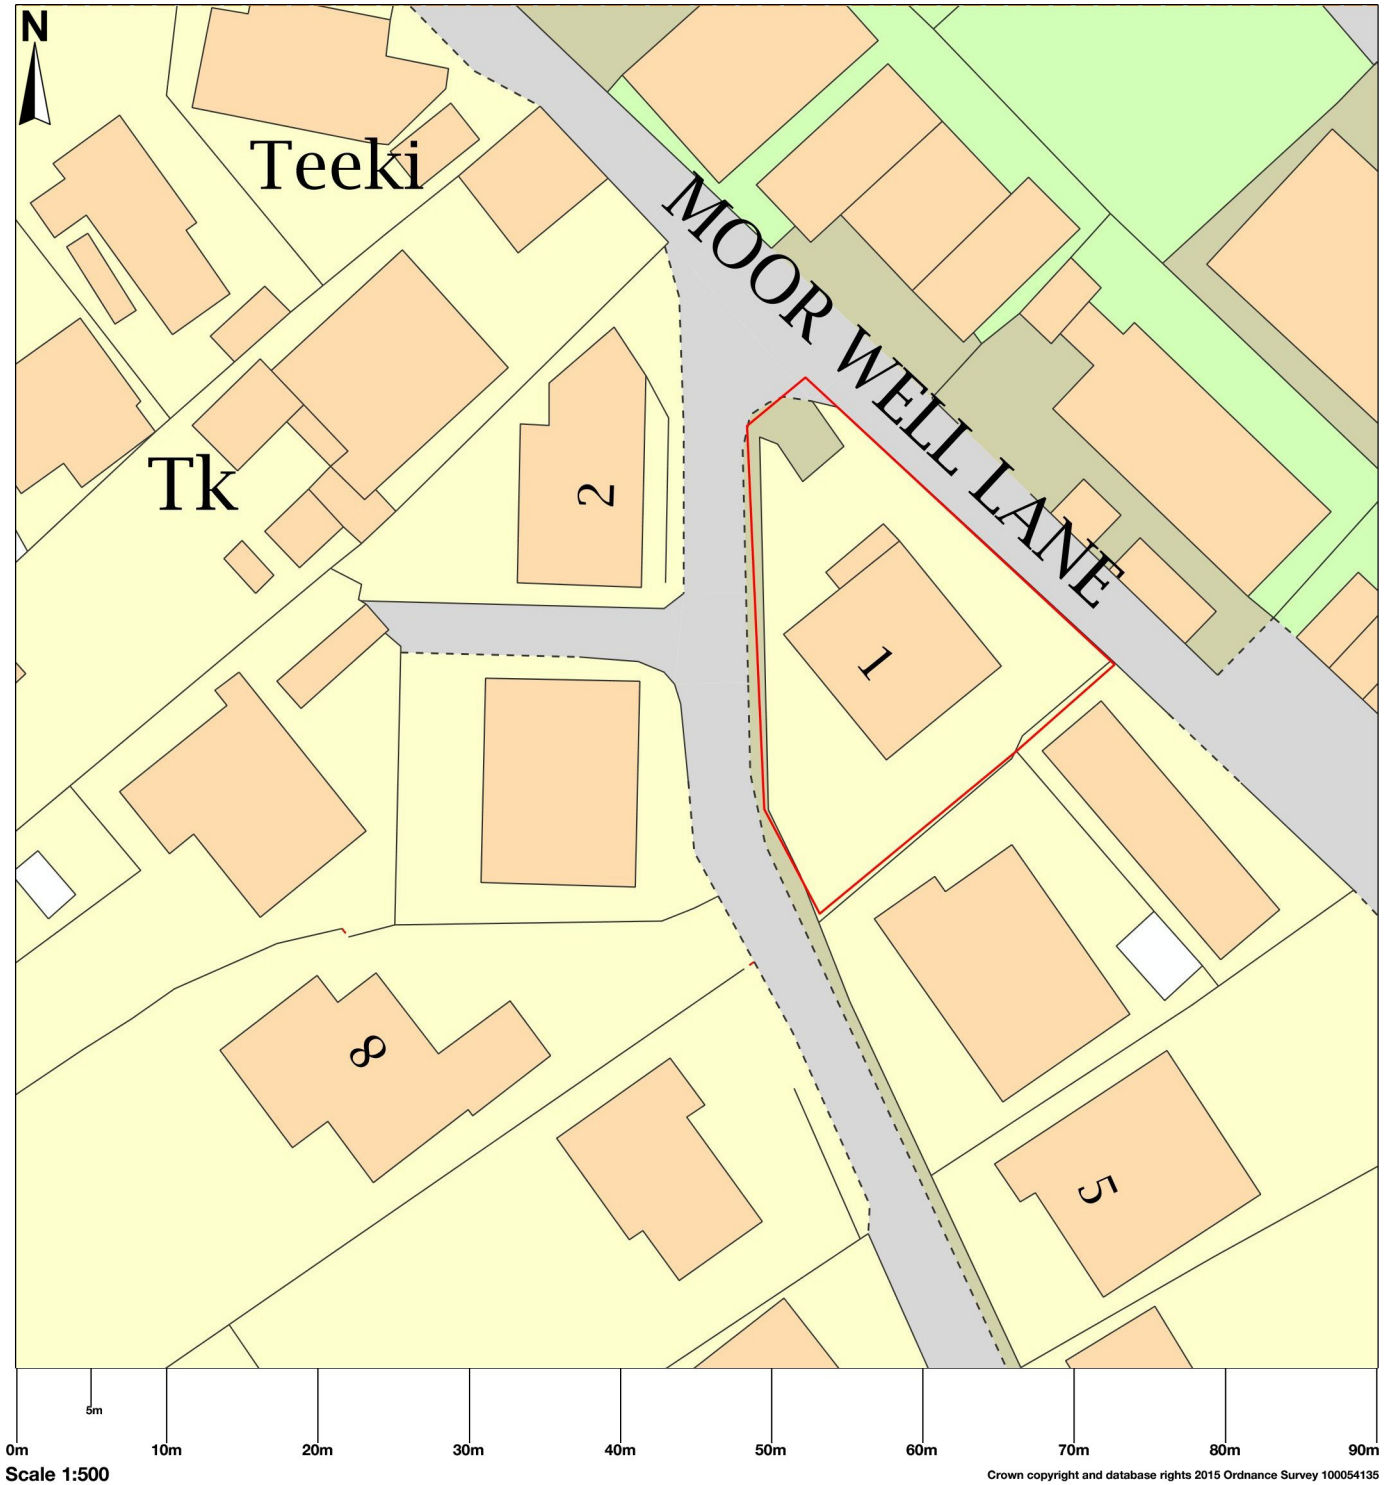 N
Teeki
MOOR WELL LANE
Tk
2
1
8
5
5m
0m 10m 20m 30m 40m 50m 60m 70m 80m 90m
Scale 1:500
Crown copyright and database rights 2015 Ordnance Survey 100054135